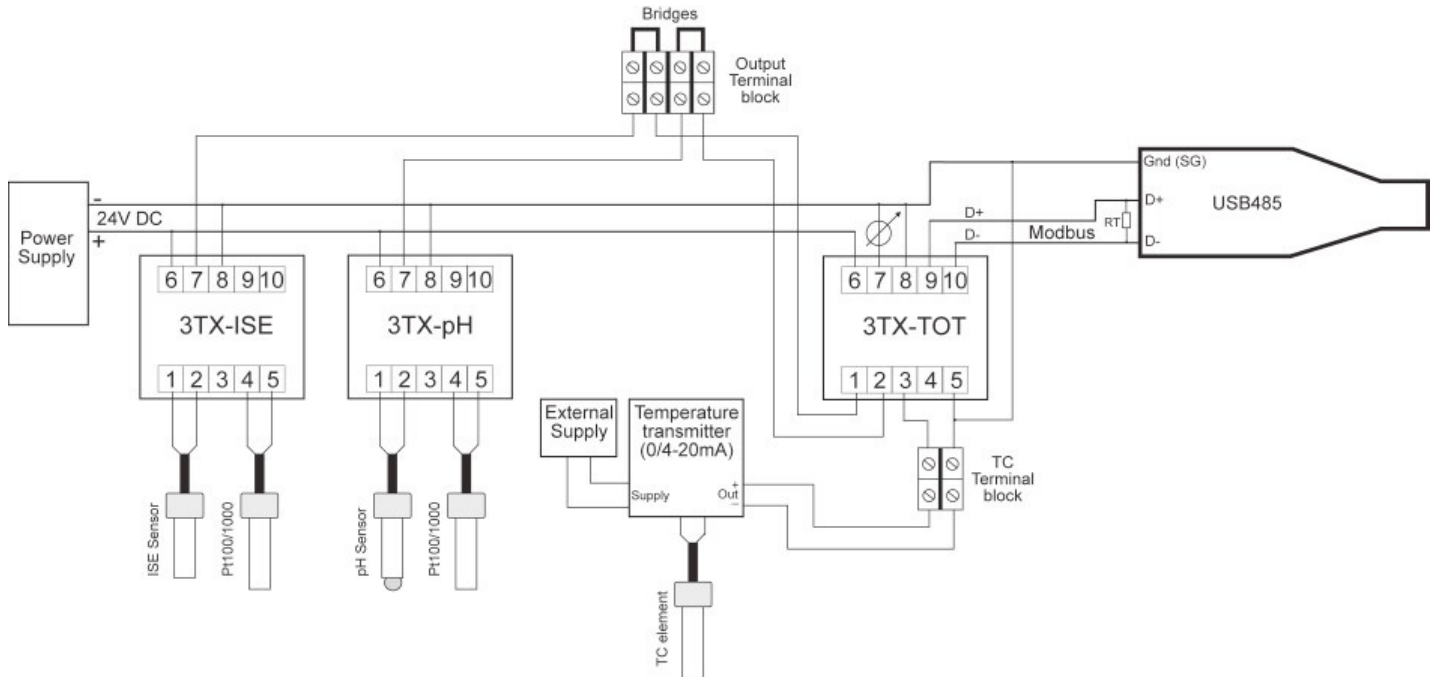 Bridges
Output
Terminal
block
Gnd (SG)
USB485
D+
RT
D-
D+
D-
Modbus
Power
Supply
-
24V DC
+
6 7 8 9 10
3TX-ISE
1 2 3 4 5
6 7 8 9 10
3TX-pH
1 2 3 4 5
6 7 8 9 10
3TX-TOT
1 2 3 4 5
External
Supply
Temperature
transmitter
(0/4-20mA)
Supply
+
Out
–
TC
Terminal
block
ISE Sensor
Pt100/1000
pH Sensor
Pt100/1000
TC element